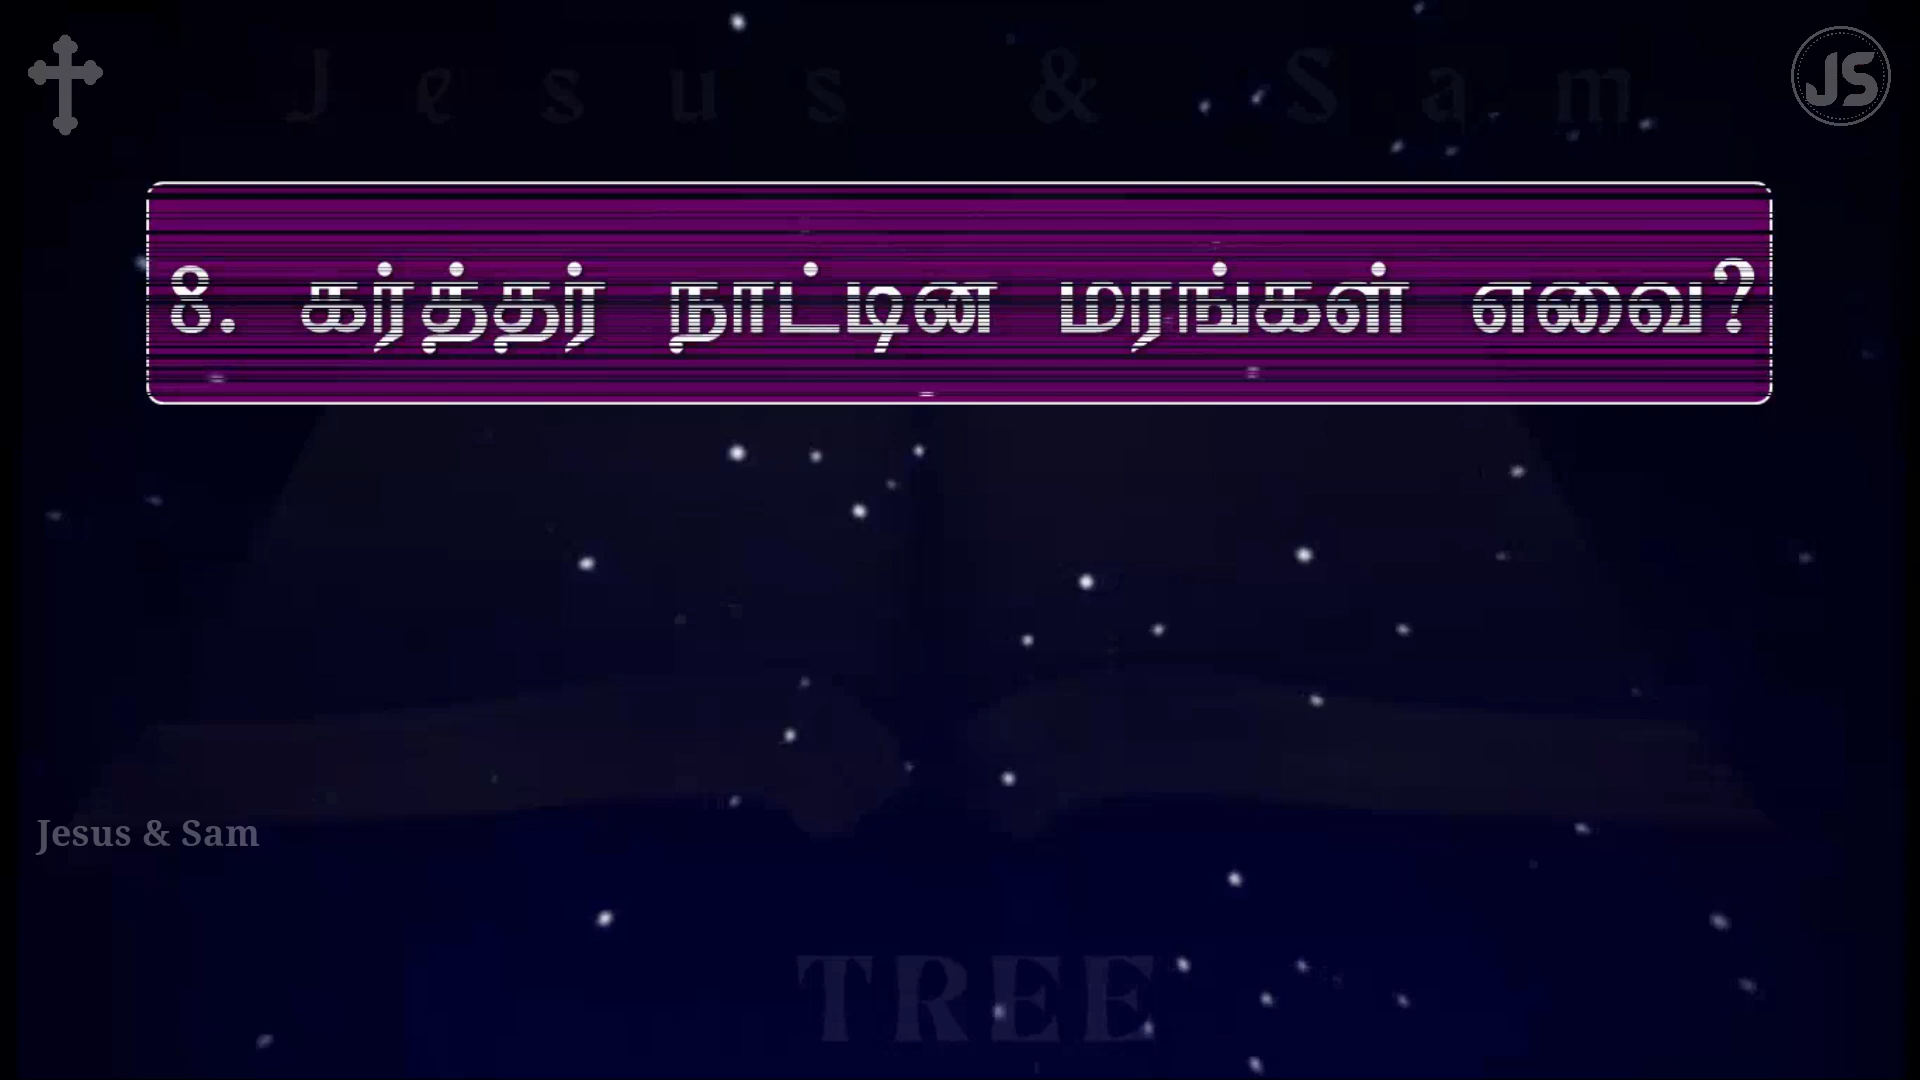 Jesus & Sam
JS
8. கர்த்தர் நாட்டின மரங்கள் எவை?
Jesus & Sam
TREE